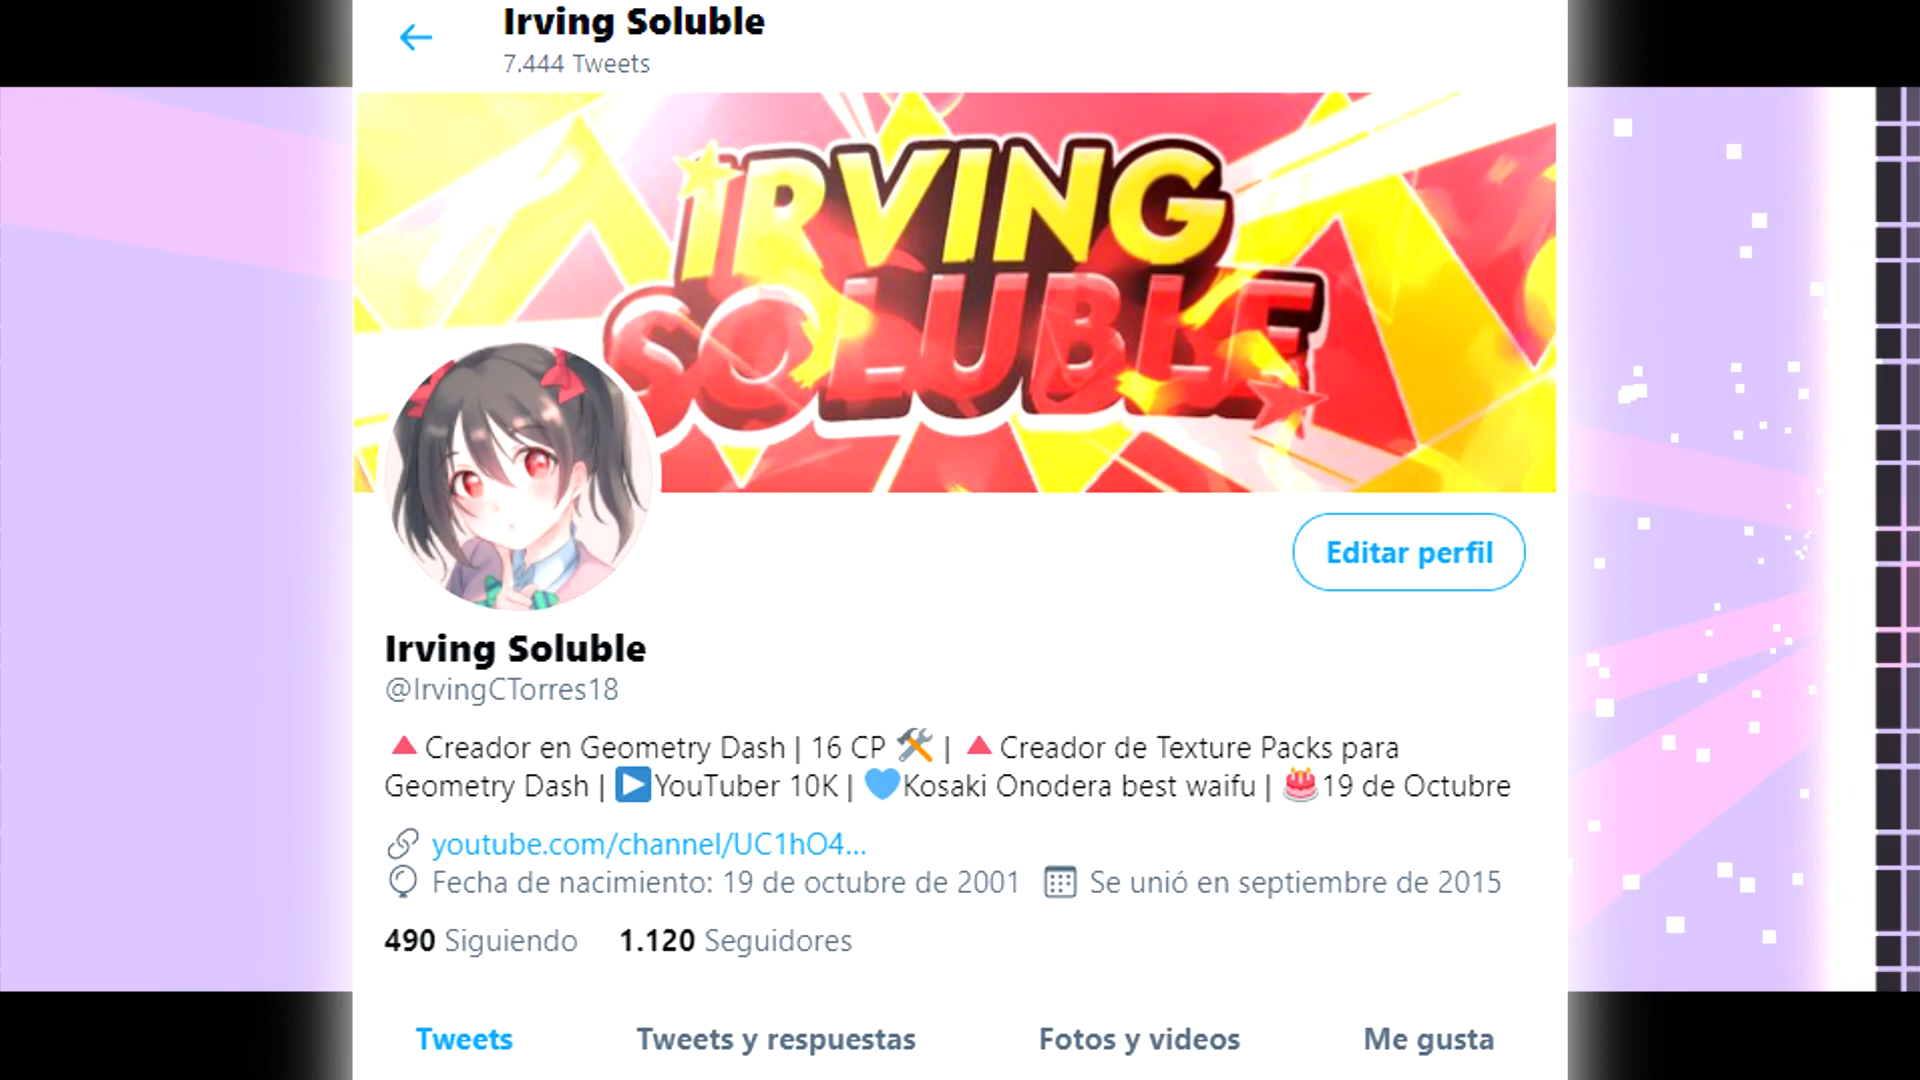 Irving Soluble
7.444 Tweets
IRVING
SOLUBLE
Editar perfil
Irving Soluble
@IrvingCTorres18
🔺Creador en Geometry Dash | 16 CP 🛠️ | 🔺Creador de Texture Packs para
Geometry Dash | ▶️YouTuber 10K | 💙Kosaki Onodera best waifu | 🎂19 de Octubre
youtube.com/channel/UC1hO4...
Fecha de nacimiento: 19 de octubre de 2001 Se unió en septiembre de 2015
490 Siguiendo 1.120 Seguidores
Tweets Tweets y respuestas Fotos y videos Me gusta